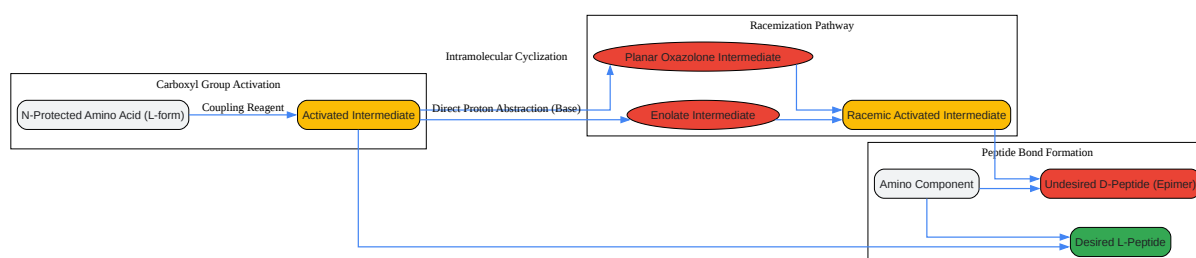 Racemization Pathway
Intramolecular Cyclization
Planar Oxazolone Intermediate
Carboxyl Group Activation
N-Protected Amino Acid (L-form)
Coupling Reagent
Activated Intermediate
Direct Proton Abstraction (Base)
Enolate Intermediate
Racemic Activated Intermediate
Peptide Bond Formation
Amino Component
Undesired D-Peptide (Epimer)
Desired L-Peptide